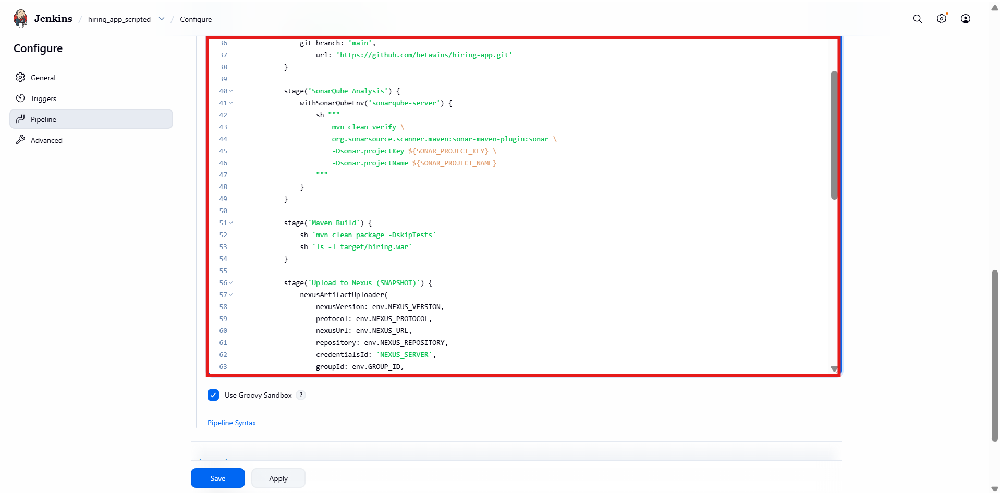 Jenkins / hiring_app_scripted / Configure
Configure
General
Triggers
Pipeline
Advanced
36 git branch: 'main',
37 url: 'https://github.com/betawins/hiring-app.git'
38 }
39
40 stage('SonarQube Analysis') {
41 withSonarQubeEnv('sonarqube-server') {
42 sh """
43 mvn clean verify \
44 org.sonarsource.scanner.maven:sonar-maven-plugin:sonar \
45 -Dsonar.projectKey=${SONAR_PROJECT_KEY} \
46 -Dsonar.projectName=${SONAR_PROJECT_NAME}
47 """
48 }
49 }
50
51 stage('Maven Build') {
52 sh 'mvn clean package -DskipTests'
53 sh 'ls -l target/hiring.war'
54 }
55
56 stage('Upload to Nexus (SNAPSHOT)') {
57 nexusArtifactUploader(
58 nexusVersion: env.NEXUS_VERSION,
59 protocol: env.NEXUS_PROTOCOL,
60 nexusUrl: env.NEXUS_URL,
61 repository: env.NEXUS_REPOSITORY,
62 credentialsId: 'NEXUS_SERVER',
63 groupId: env.GROUP_ID,
Use Groovy Sandbox ?
Pipeline Syntax
Save
Apply